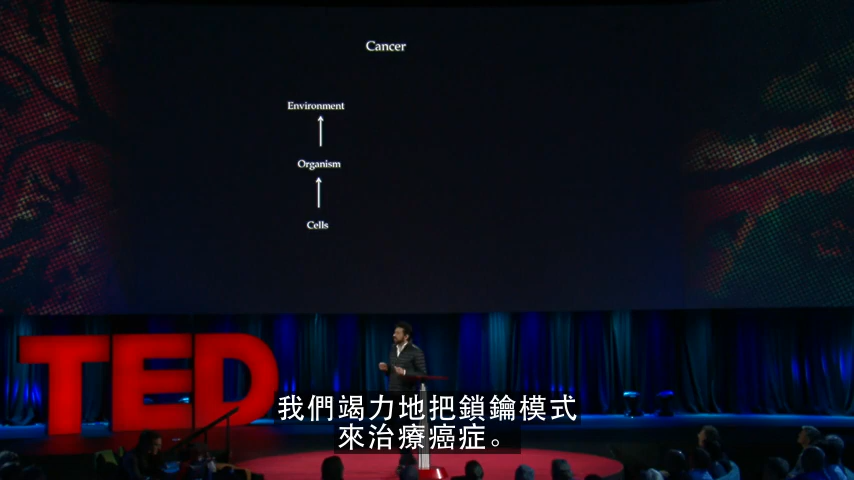 Cancer
Environment
Organism
Cells
TED
我們竭力地把鎖鑰模式
來治療癌症。